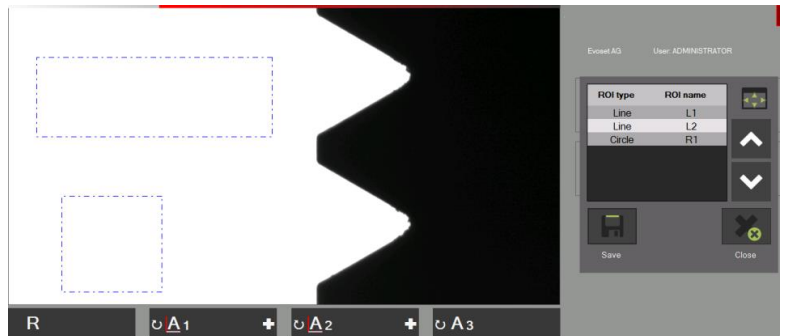 Evoset AG User: ADMINISTRATOR
ROI type ROI name
Line L1
Line L2
Circle R1
Save Close
R ↻ A1 + ↻ A2 + ↻ A3